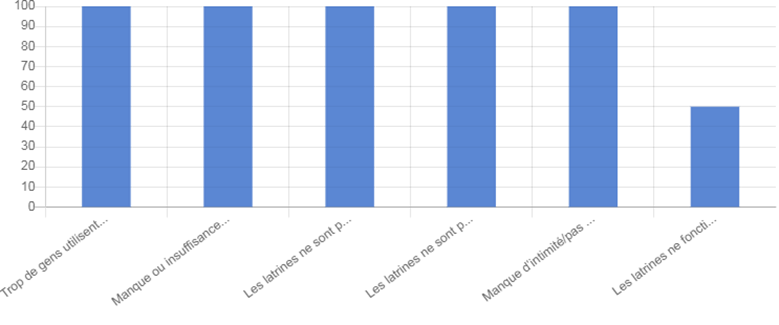 100
90
80
70
60
50
40
30
20
10
0
Trop de gens utilisent...
Manque ou insuffisance...
Les latrines ne sont p...
Les latrines ne sont p...
Manque d'intimité/pas ...
Les latrines ne foncti...